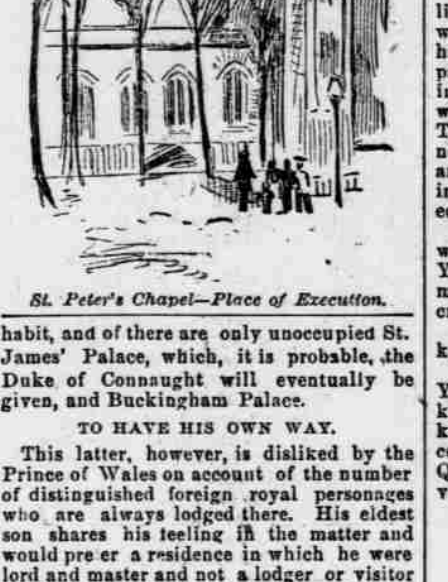 St. Peter's Chapel—Place of Execution.
habit, and of there are only unoccupied St.
James' Palace, which, it is probable, the
Duke of Connaught will eventually be
given, and Buckingham Palace.
TO HAVE HIS OWN WAY.
This latter, however, is disliked by the
Prince of Wales on account of the number
of distinguished foreign royal personages
who are always lodged there. His eldest
son shares his feeling in the matter and
would pre er a residence in which he were
lord and master and not a lodger or visitor